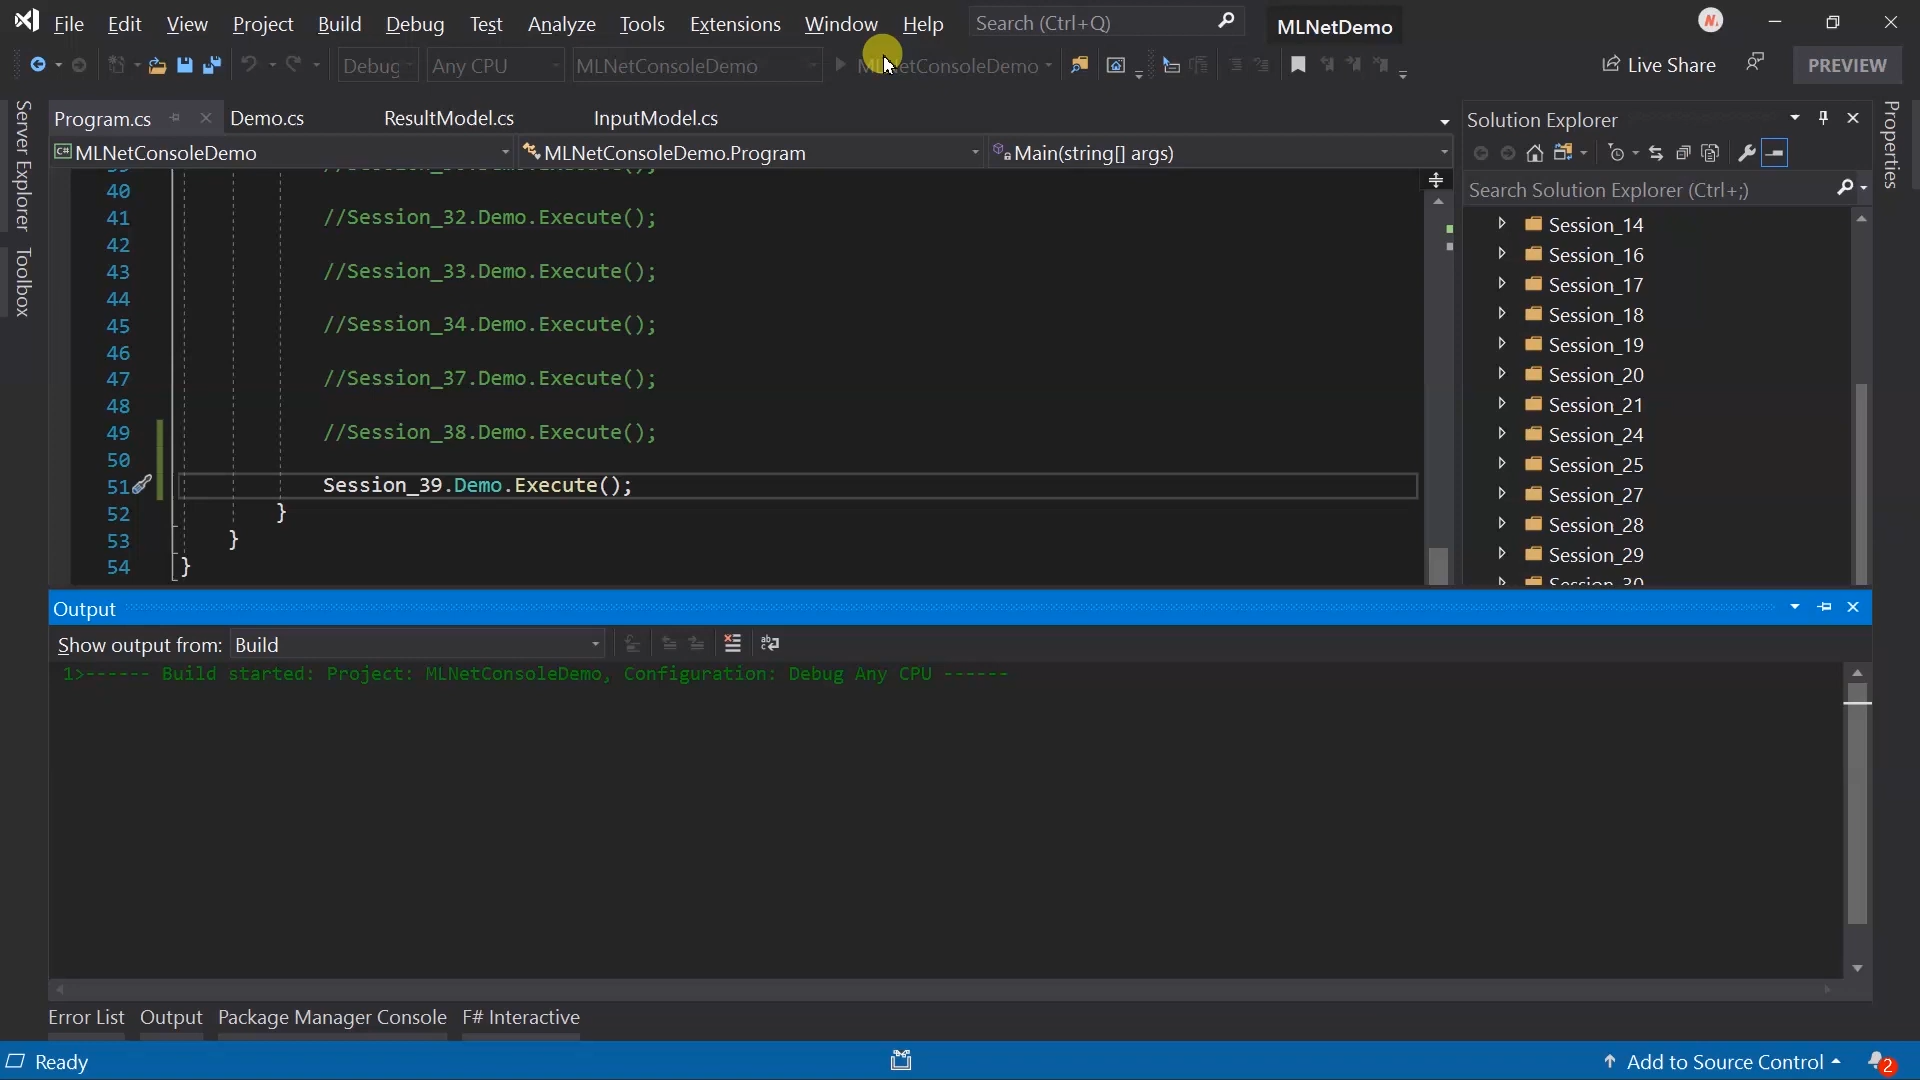 File Edit View Project Build Debug Test Analyze Tools Extensions Window Help Search (Ctrl+Q) MLNetDemo
Debug Any CPU MLNetConsoleDemo MLNetConsoleDemo Live Share PREVIEW
Server Explorer
Toolbox
Program.cs Demo.cs ResultModel.cs InputModel.cs
MLNetConsoleDemo MLNetConsoleDemo.Program Main(string[] args)
40
41 //Session_32.Demo.Execute();
42
43 //Session_33.Demo.Execute();
44
45 //Session_34.Demo.Execute();
46
47 //Session_37.Demo.Execute();
48
49 //Session_38.Demo.Execute();
50
51 Session_39.Demo.Execute();
52 }
53 }
54 }
Solution Explorer
Search Solution Explorer (Ctrl+;)
Session_14
Session_16
Session_17
Session_18
Session_19
Session_20
Session_21
Session_24
Session_25
Session_27
Session_28
Session_29
Session_30
Properties
Output
Show output from: Build
1>------ Build started: Project: MLNetConsoleDemo, Configuration: Debug Any CPU ------
Error List Output Package Manager Console F# Interactive
Ready Add to Source Control 2